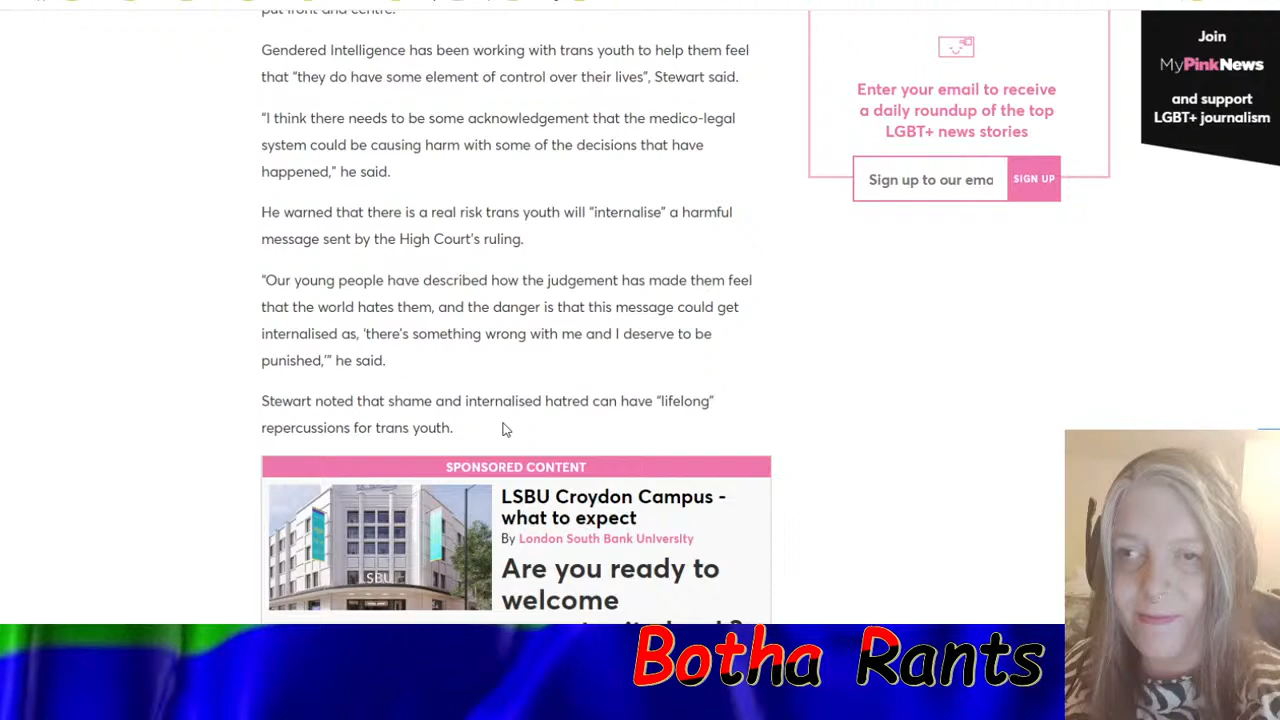 put front and centre.
Gendered Intelligence has been working with trans youth to help them feel
that “they do have some element of control over their lives”, Stewart said.
“I think there needs to be some acknowledgement that the medico-legal
system could be causing harm with some of the decisions that have
happened,” he said.
He warned that there is a real risk trans youth will “internalise” a harmful
message sent by the High Court’s ruling.
“Our young people have described how the judgement has made them feel
that the world hates them, and the danger is that this message could get
internalised as, ‘there’s something wrong with me and I deserve to be
punished,’” he said.
Stewart noted that shame and internalised hatred can have “lifelong”
repercussions for trans youth.
SPONSORED CONTENT
LSBU
LSBU Croydon Campus -
what to expect
By London South Bank University
Are you ready to
welcome
Enter your email to receive
a daily roundup of the top
LGBT+ news stories
Sign up to our ema
SIGN UP
Join
MyPinkNews
and support
LGBT+ journalism
Botha Rants